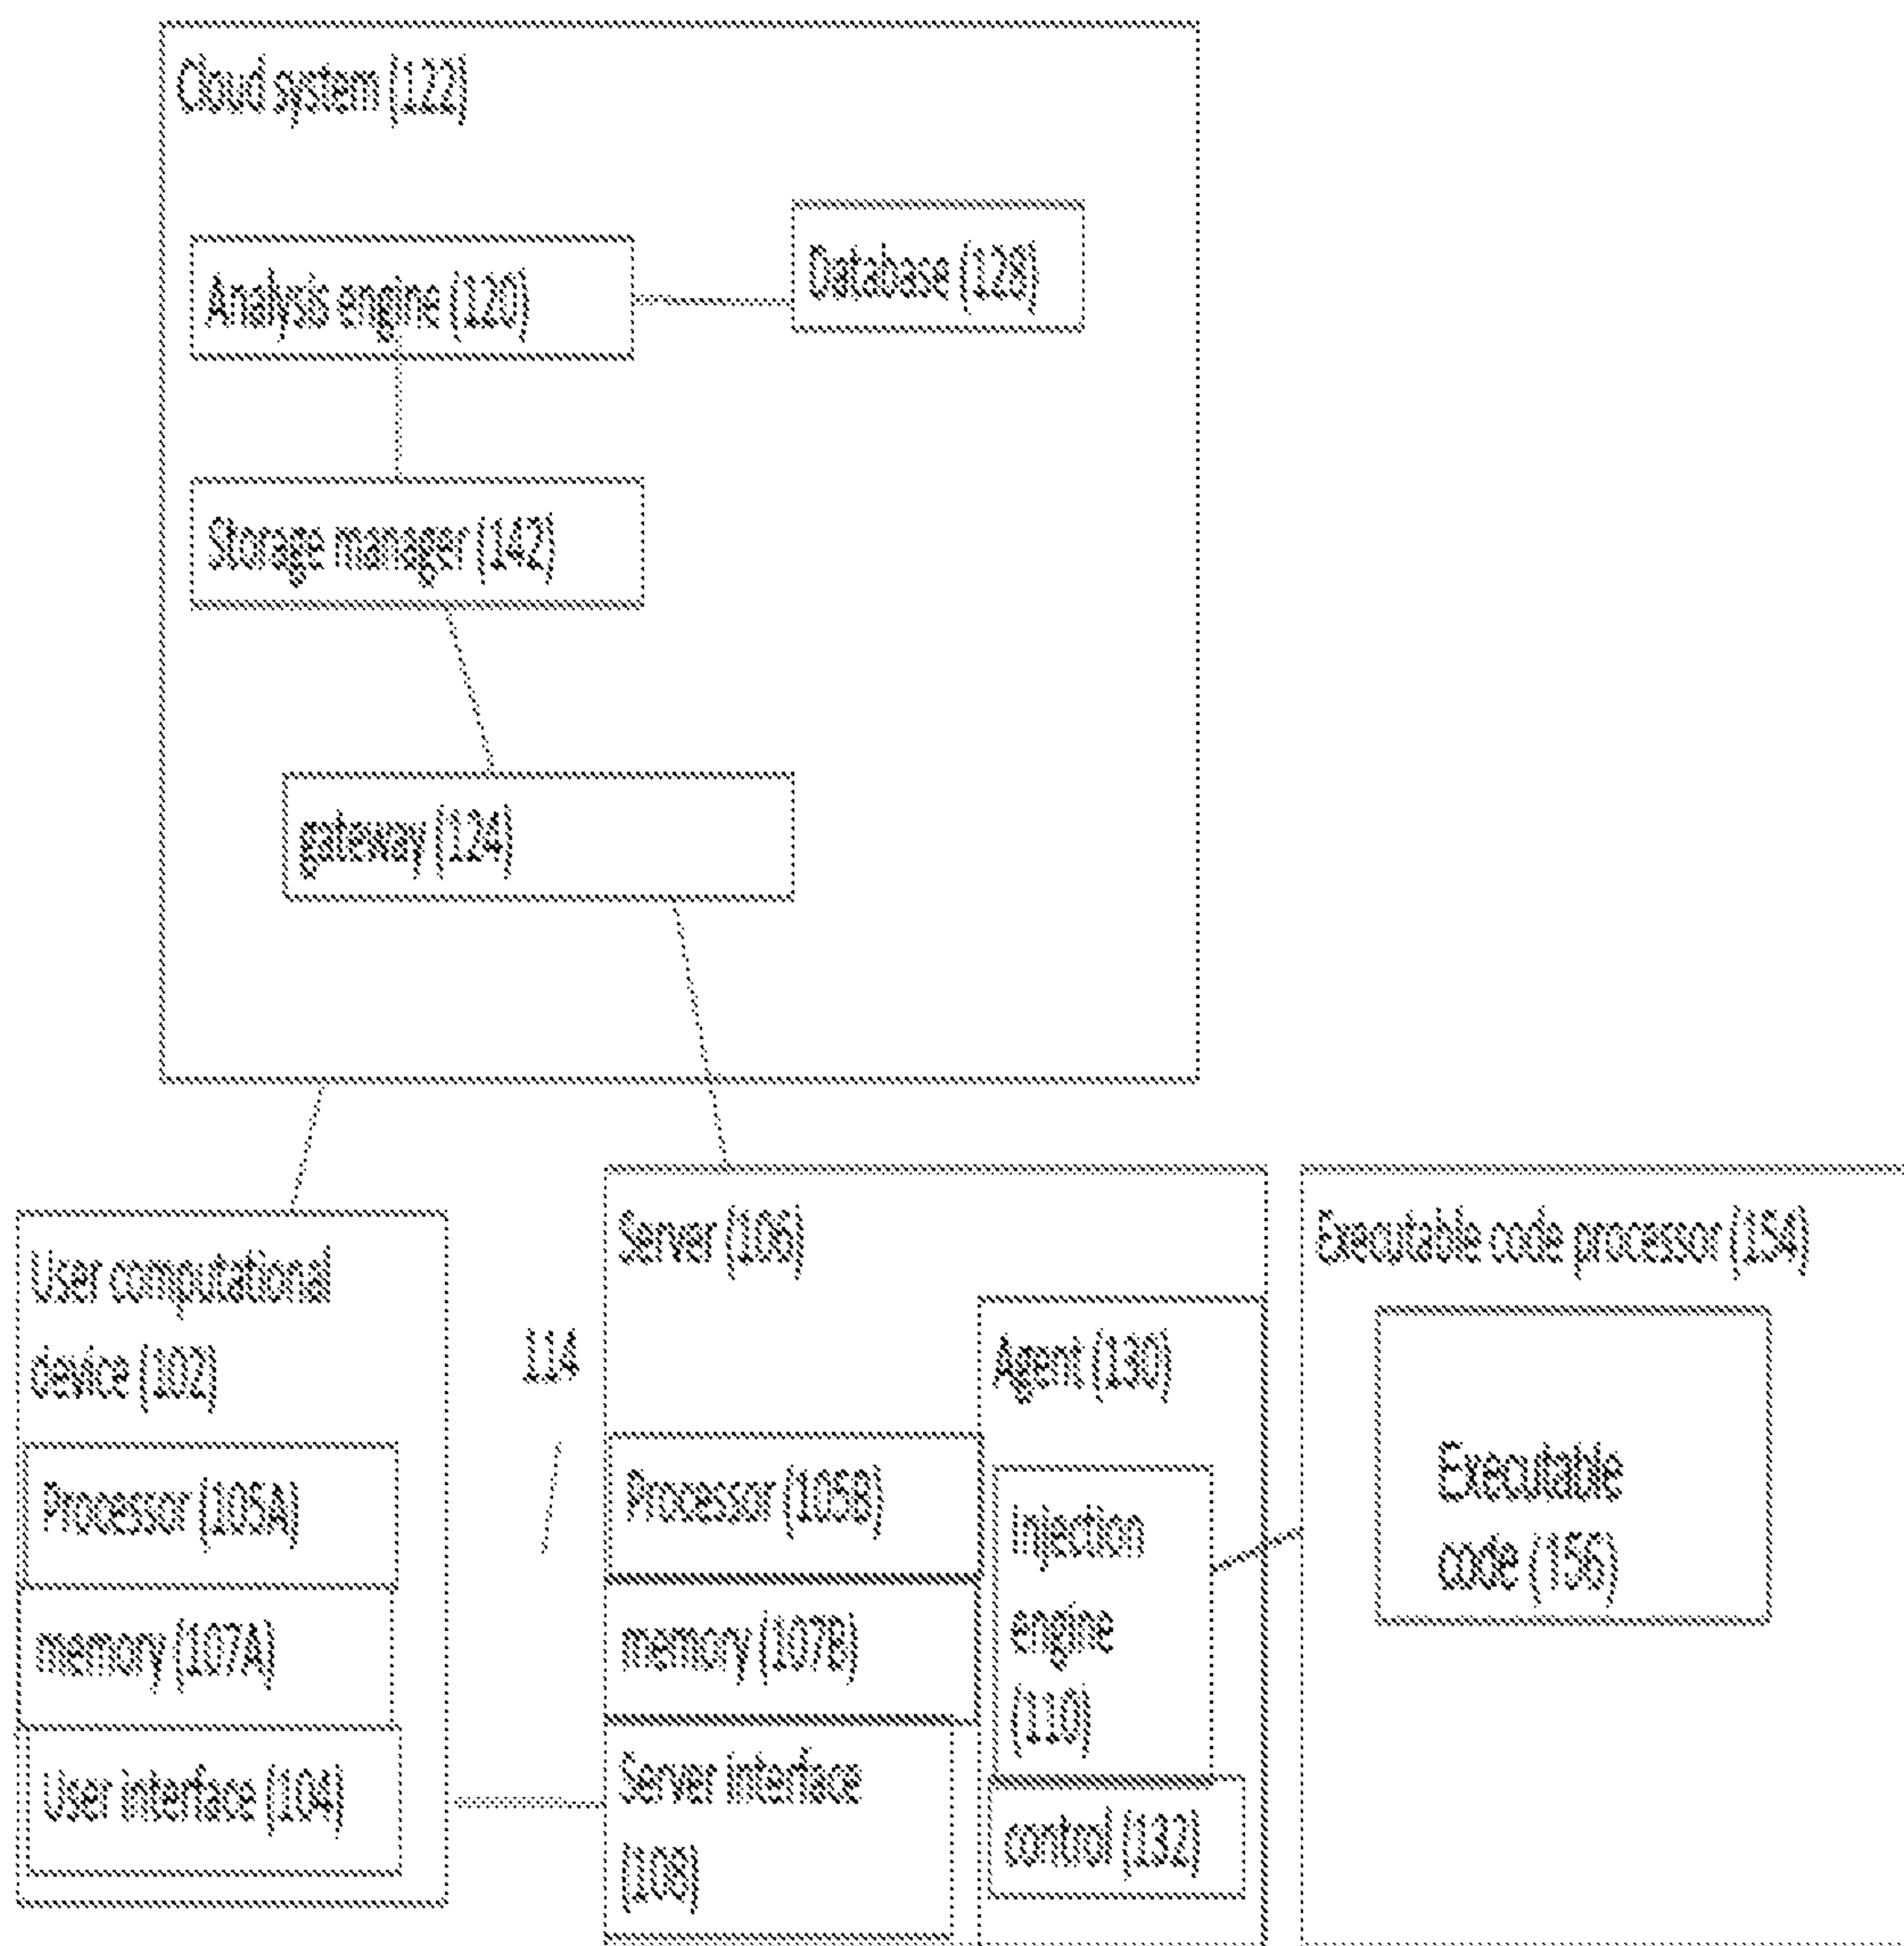 Cloud system (122)
Analysis engine (120)
Database (128)
Storage manager (142)
gateway (124)
User computational
device (102)
Processor (105A)
memory (107A)
User interface (104)
114
Server (106)
Processor (105B)
memory (107B)
Server interface
(108)
Agent (130)
Injection
engine
(110)
control (132)
Executable code processor (154)
Executable
code (156)